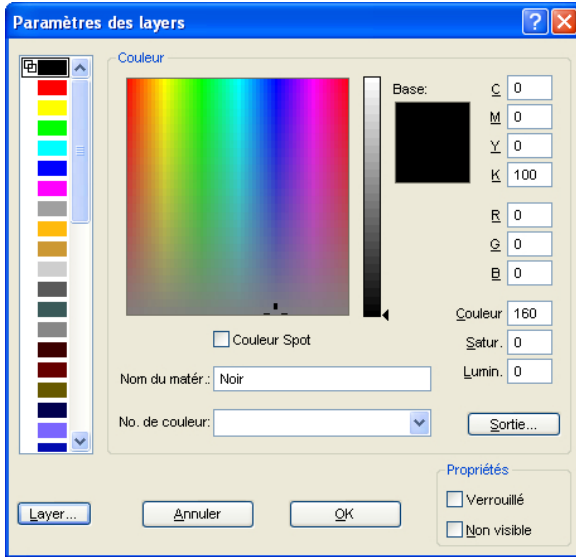 Paramètres des layers
Couleur
Base:
C 0
M 0
Y 0
K 100
R 0
G 0
B 0
Couleur 160
Satur. 0
Lumin. 0
Couleur Spot
Nom du matér.: Noir
No. de couleur:
Sortie...
Propriétés
Verrouillé
Non visible
Layer...
Annuler
OK